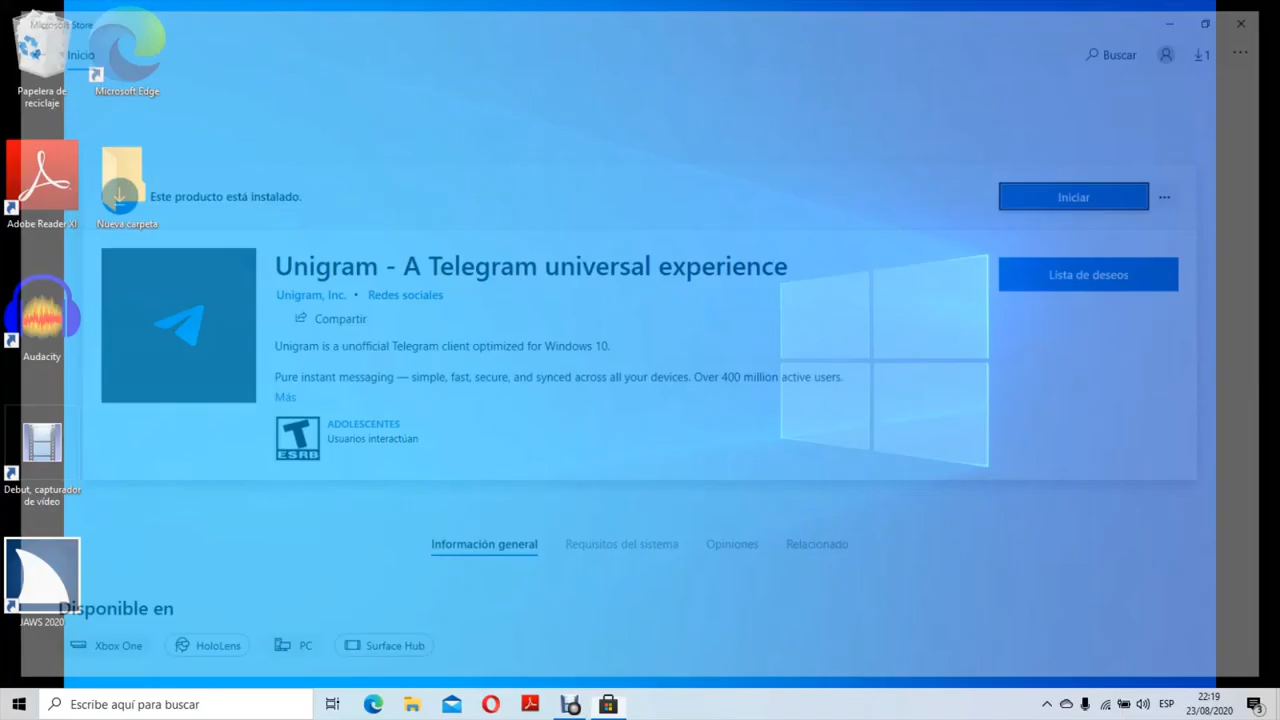 Microsoft Store
Inicio
Buscar
1
Papelera de
reciclaje
Microsoft Edge
Este producto está instalado.
Iniciar
Adobe Reader XI
Nueva carpeta
Unigram - A Telegram universal experience
Lista de deseos
Unigram, Inc. • Redes sociales
Compartir
Unigram is a unofficial Telegram client optimized for Windows 10.
Audacity
Pure instant messaging — simple, fast, secure, and synced across all your devices. Over 400 million active users.
Más
T
ESRB
ADOLESCENTES
Usuarios interactúan
Debut, capturador
de vídeo
Información general
Requisitos del sistema
Opiniones
Relacionado
Disponible en
JAWS 2020
Xbox One
HoloLens
PC
Surface Hub
Escribe aquí para buscar
ESP
22:19
23/08/2020
3